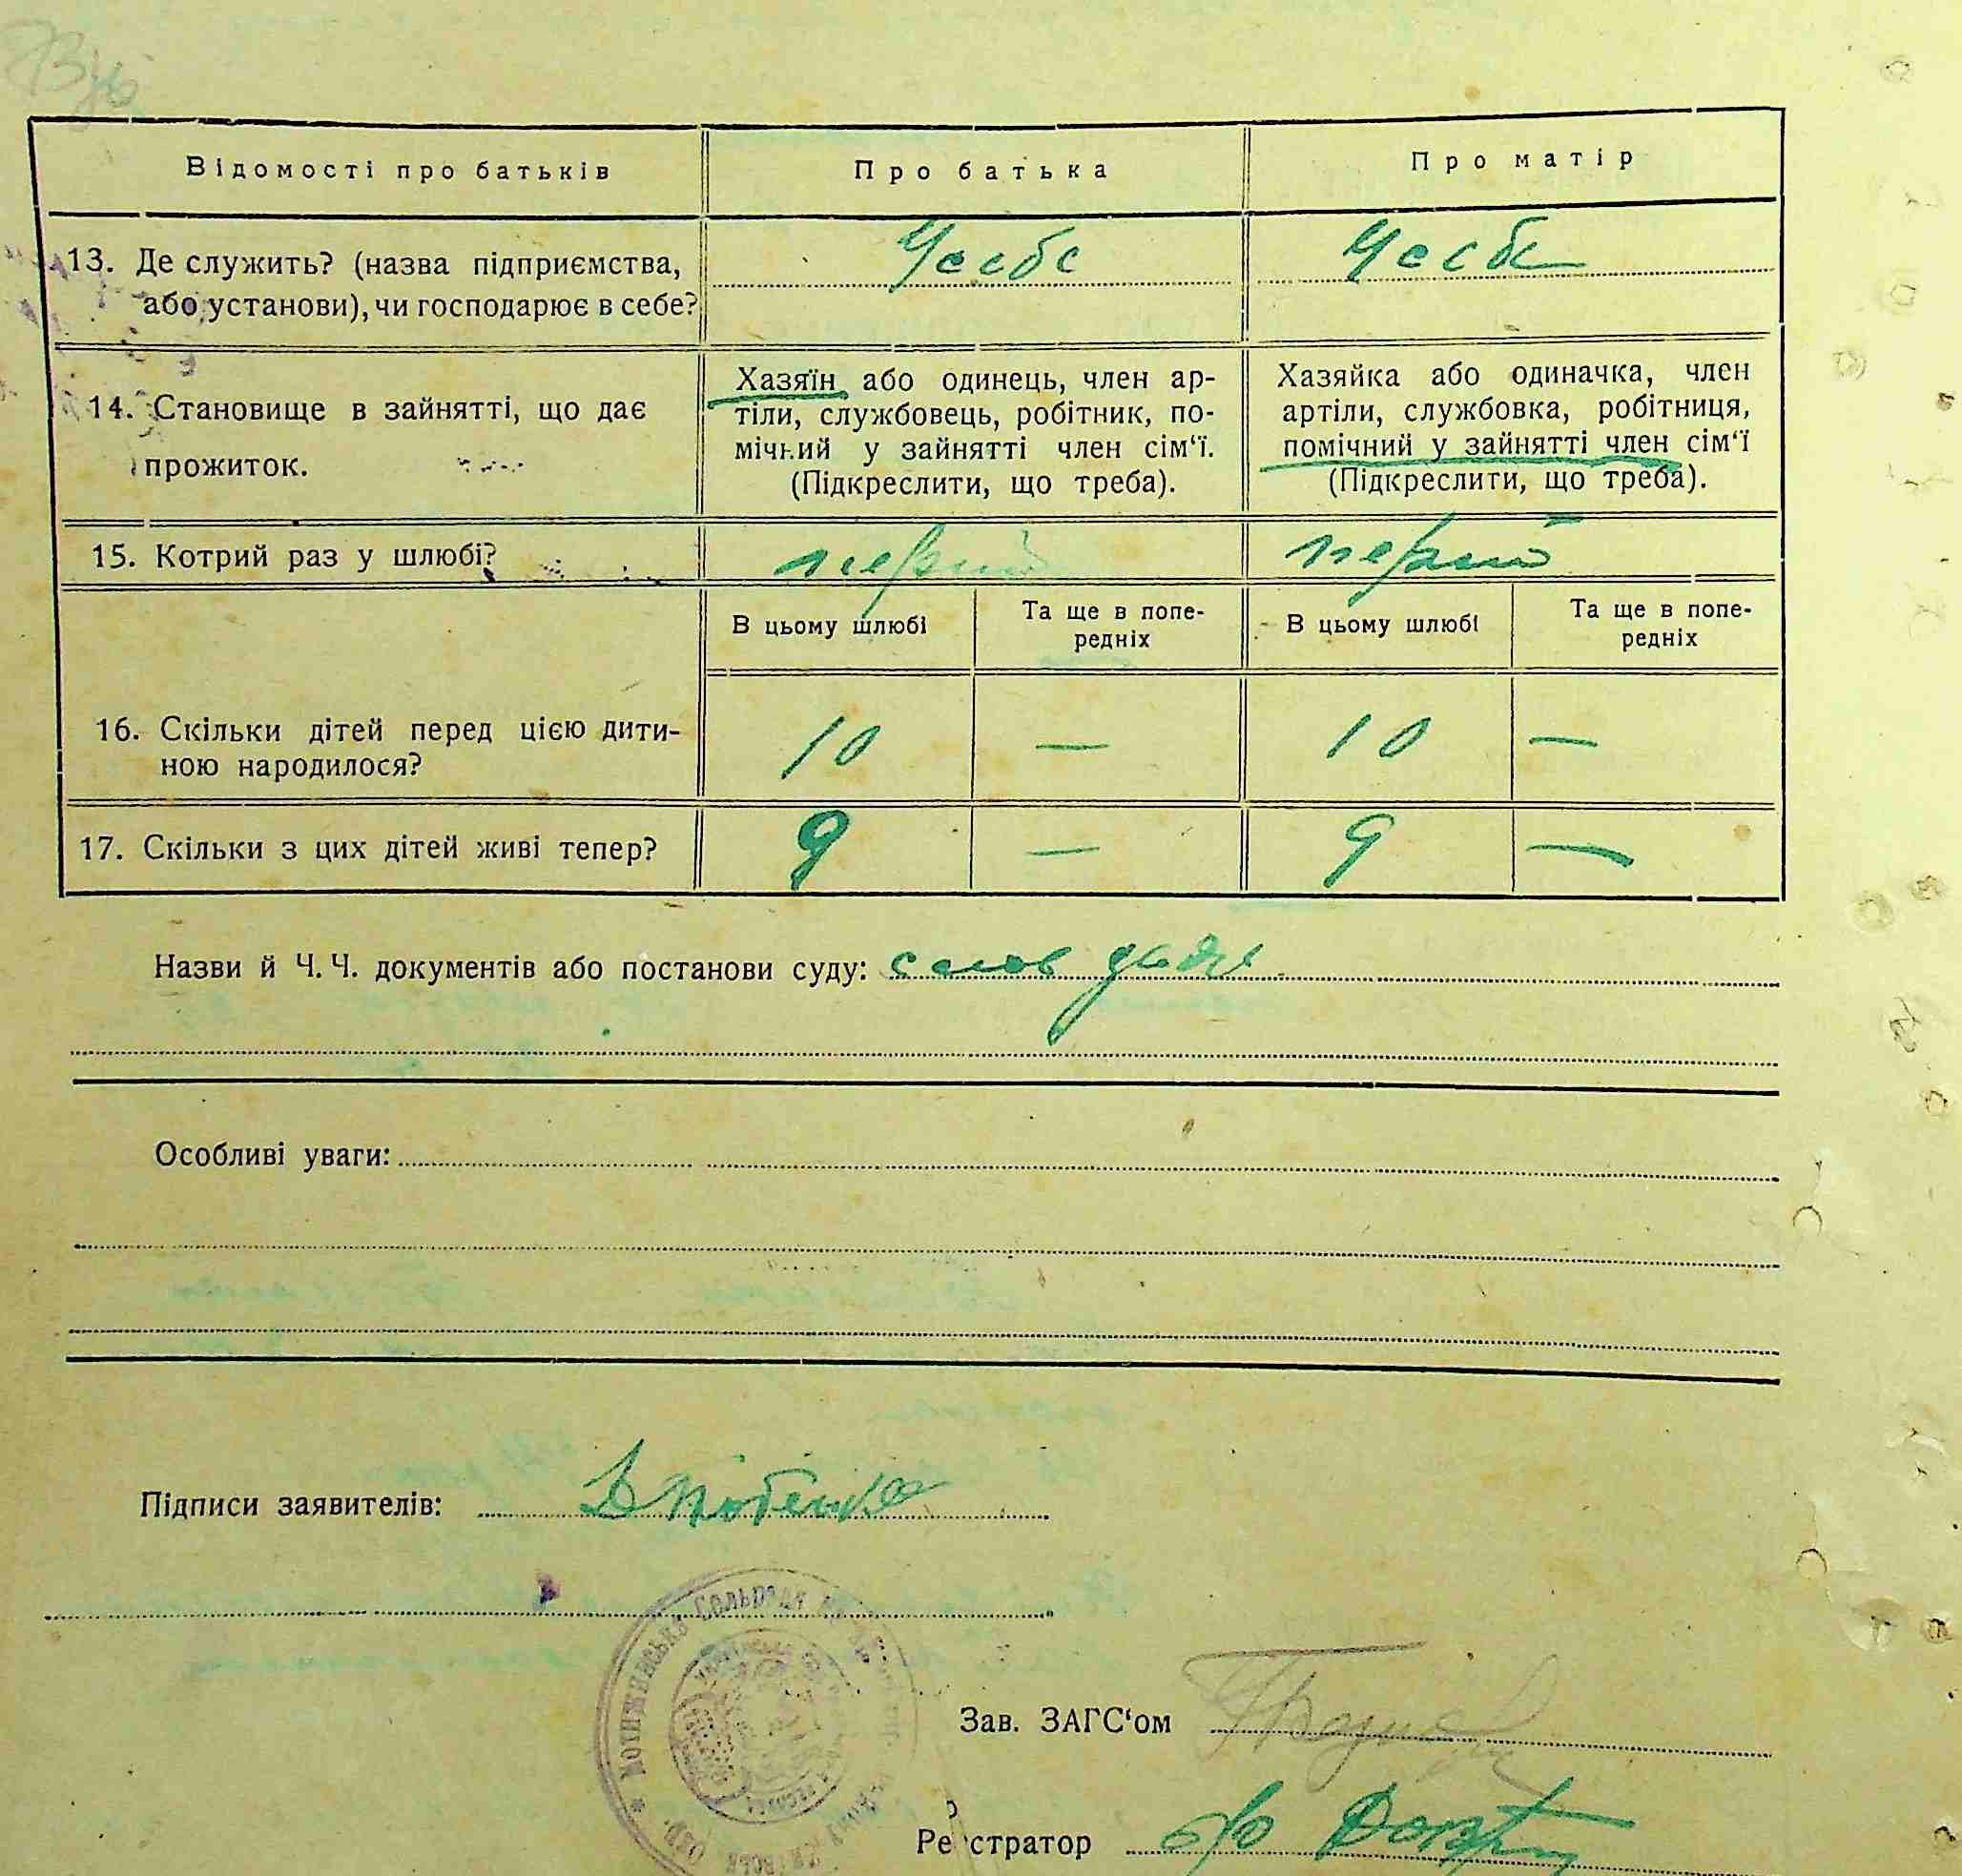 Відомості про батьків
Про батька
Про матір
13. Де служить? (назва підприємства,
або установи), чи господарює в себе?
Усебе
Усебе
14. Становище в зайнятті, що дає
прожиток.
Хазяїн або одинець, член ар-
тіли, службовець, робітник, по-
мічний у зайнятті член сім‘ї.
(Підкреслити, що треба).
Хазяйка або одиначка, член
артіли, службовка, робітниця,
помічний у зайнятті член сім‘ї
(Підкреслити, що треба).
15. Котрий раз у шлюбі?
перший
перший
В цьому шлюбі
Та ще в попе-
редніх
В цьому шлюбі
Та ще в попе-
редніх
16. Скільки дітей перед цією дити-
ною народилося?
10 —
10 —
17. Скільки з цих дітей живі тепер?
9 —
9 —
Назви й Ч. Ч. документів або постанови суду:
Особливі уваги:
Підписи заявителів:
Зав. ЗАГС‘ом
Реєстратор